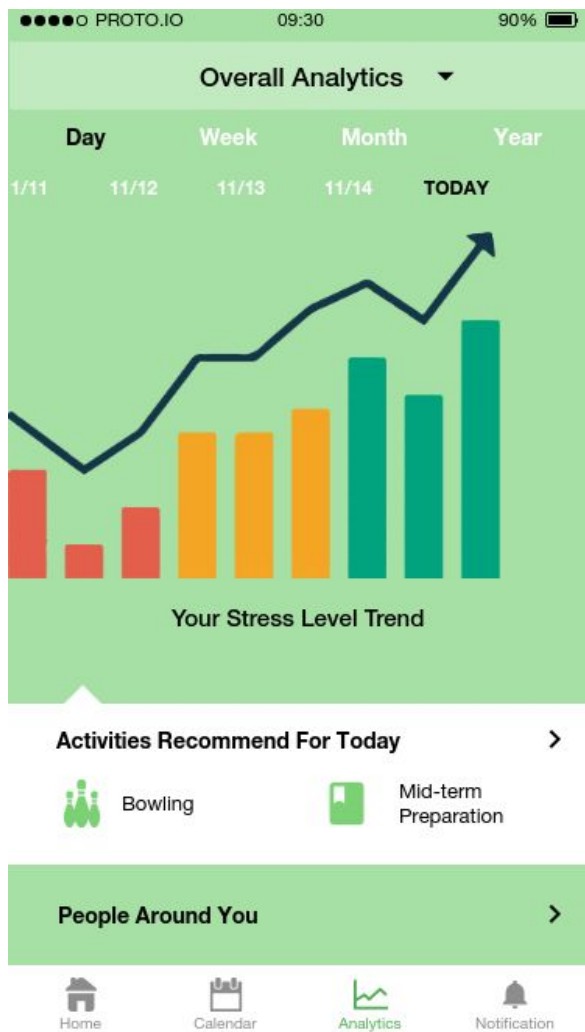 PROTO.IO 09:30 90%
Overall Analytics
Day Week Month Year
1/11 11/12 11/13 11/14 TODAY
Your Stress Level Trend
Activities Recommend For Today
Bowling
Mid-term
Preparation
People Around You
Home Calendar Analytics Notification